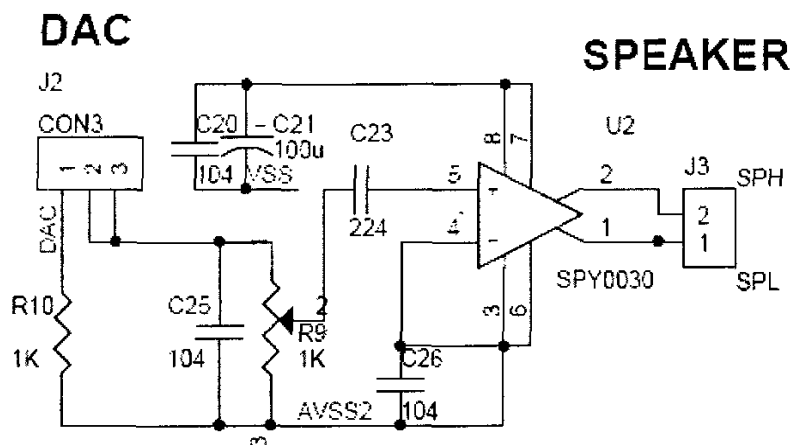 DAC
SPEAKER
J2
CON3
1 2 3
DAC
R10
1K
C20
104
C21
100u
VSS
C23
224
C25
104
2
R9
1K
3
AVSS2
C26
104
5
4
8
7
3
6
U2
SPY0030
2
1
J3
2
1
SPH
SPL